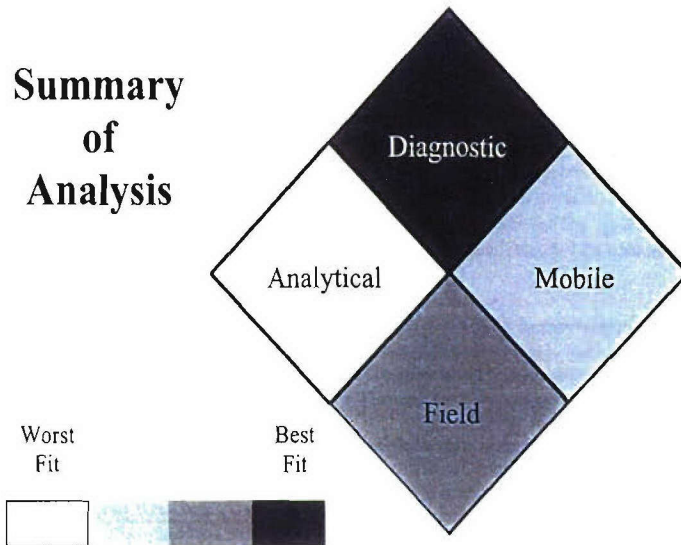 Summary
of
Analysis
Diagnostic
Analytical
Mobile
Field
Worst
Fit
Best
Fit